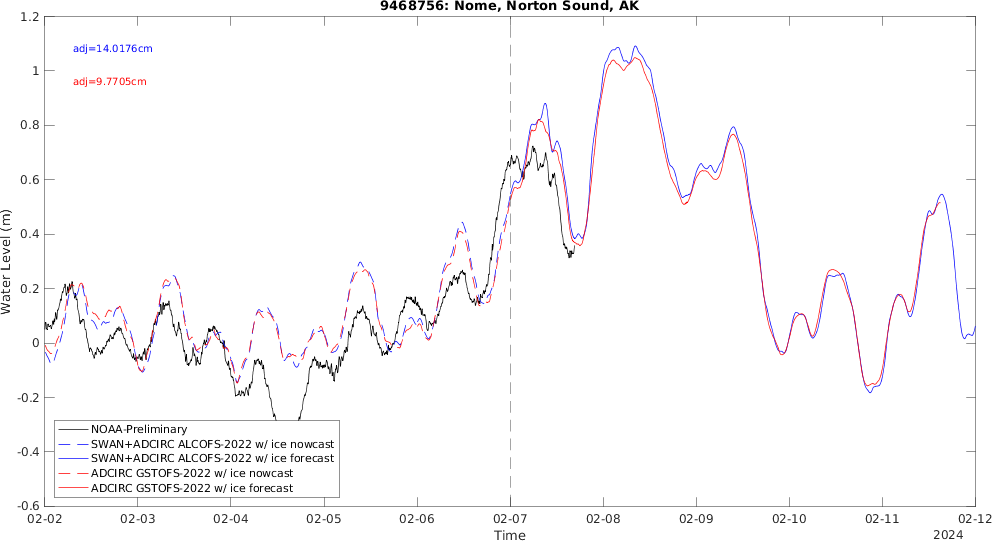 9468756: Nome, Norton Sound, AK
1.2
adj=14.0176cm
1
adj=9.7705cm
0.8
0.6
0.4
0.2
0
-0.2
-0.4
-0.6
Water Level (m)
NOAA-Preliminary
SWAN+ADCIRC ALCOFS-2022 w/ ice nowcast
SWAN+ADCIRC ALCOFS-2022 w/ ice forecast
ADCIRC GSTOFS-2022 w/ ice nowcast
ADCIRC GSTOFS-2022 w/ ice forecast
02-02 02-03 02-04 02-05 02-06 02-07 02-08 02-09 02-10 02-11 02-12
Time
2024